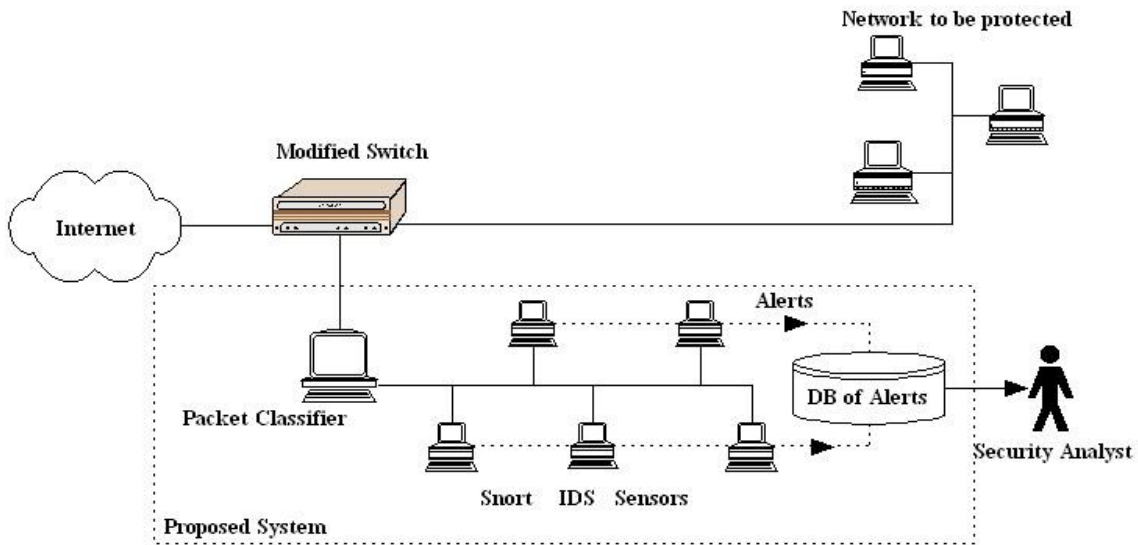 Network to be protected
Modified Switch
Internet
Alerts
DB of Alerts
Packet Classifier
Security Analyst
Snort IDS Sensors
Proposed System